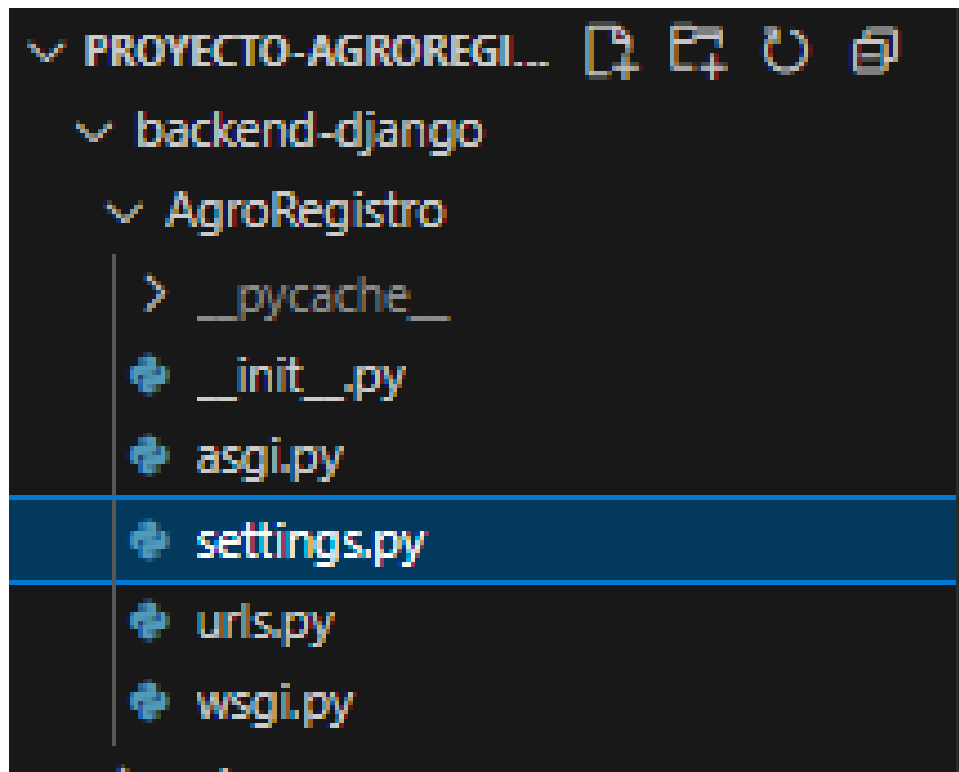 PROYECTO-AGROREGI...
backend-django
AgroRegistro
__pycache__
__init__.py
asgi.py
settings.py
urls.py
wsgi.py